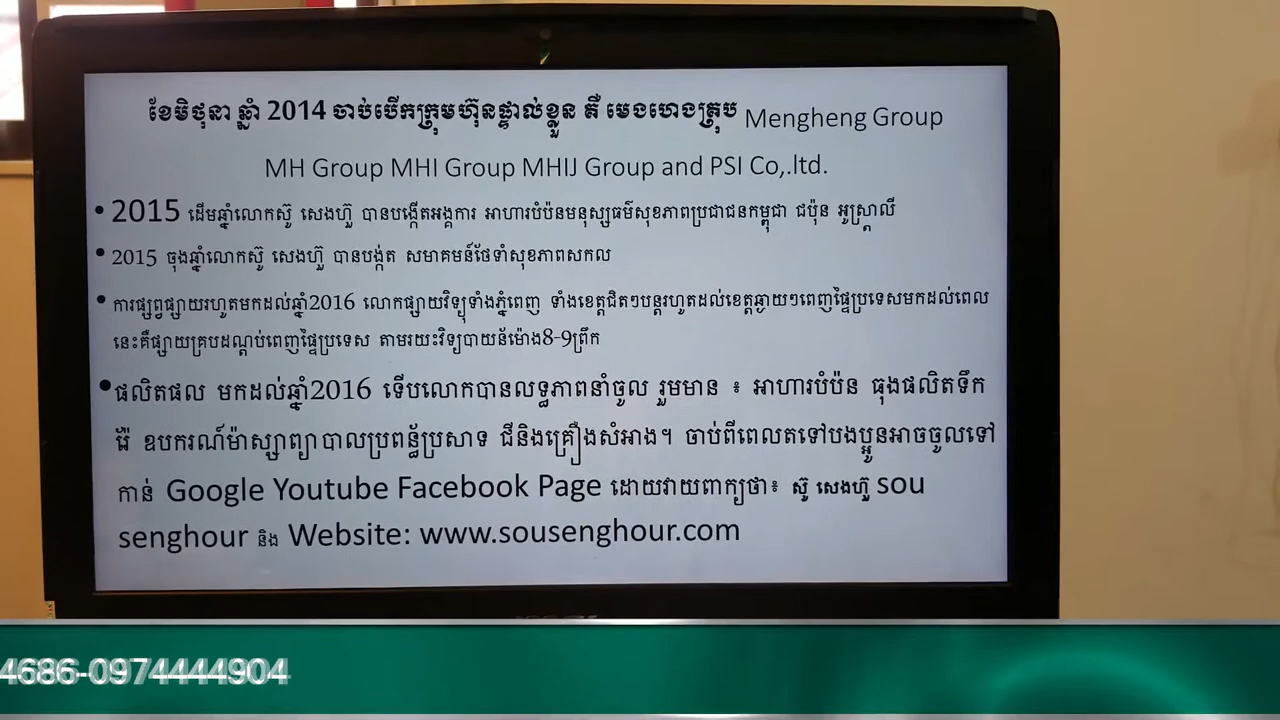 ខែមិថុនា ឆ្នាំ 2014 ចាប់បើកក្រុមហ៊ុនផ្ទាល់ខ្លួន គឺ មេងហេងគ្រុប Mengheng Group
MH Group MHI Group MHIJ Group and PSI Co,.ltd.
• 2015 ដើមឆ្នាំលោកស៊ូ សេងហ៊ួ បានបង្កើតអង្គការ អាហារបំប៉នមនុស្សធម៌សុខភាពប្រជាជនកម្ពុជា ជប៉ុន អូស្ត្រាលី
• 2015 ចុងឆ្នាំលោកស៊ូ សេងហ៊ួ បានបង្កត សមាគមន៍ថែទាំសុខភាពសកល
• ការផ្សព្វផ្សាយរហូតមកដល់ឆ្នាំ2016 លោកផ្សាយវិទ្យុទាំងភ្នំពេញ ទាំងខេត្តជិតៗបន្តរហូតដល់ខេត្តឆ្ងាយៗពេញផ្ទៃប្រទេសមកដល់ពេល
នេះគឺផ្សាយគ្របដណ្តប់ពេញផ្ទៃប្រទេស តាមរយះវិទ្យបាយន័ម៉ោង8-9ព្រឹក
• ផលិតផល មកដល់ឆ្នាំ2016 ទើបលោកបានលទ្ធភាពនាំចូល រួមមាន ៖ អាហារបំប៉ន ធុងផលិតទឹក
រ៉ែ ឧបករណ៍ម៉ាស្សាព្យាបាលប្រពន្ធ័ប្រសាទ ជីនិងគ្រឿងសំអាង។ ចាប់ពីពេលតទៅបងប្អូនអាចចូលទៅ
កាន់ Google Youtube Facebook Page ដោយវាយពាក្យថា៖ ស៊ូ សេងហ៊ួ sou
senghour និង Website: www.sousenghour.com
4686-0974444904